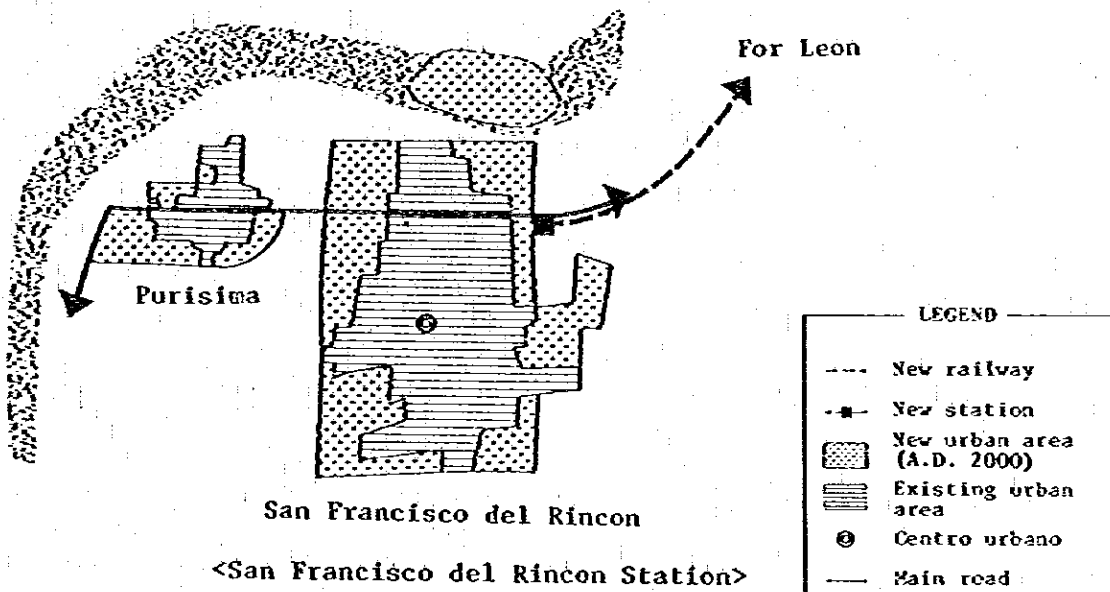 For Leon
Purisima
LEGEND
New railway
New station
New urban area
(A.D. 2000)
Existing urban
area
Centro urbano
Main road
San Francisco del Rincon
<San Francisco del Rincon Station>